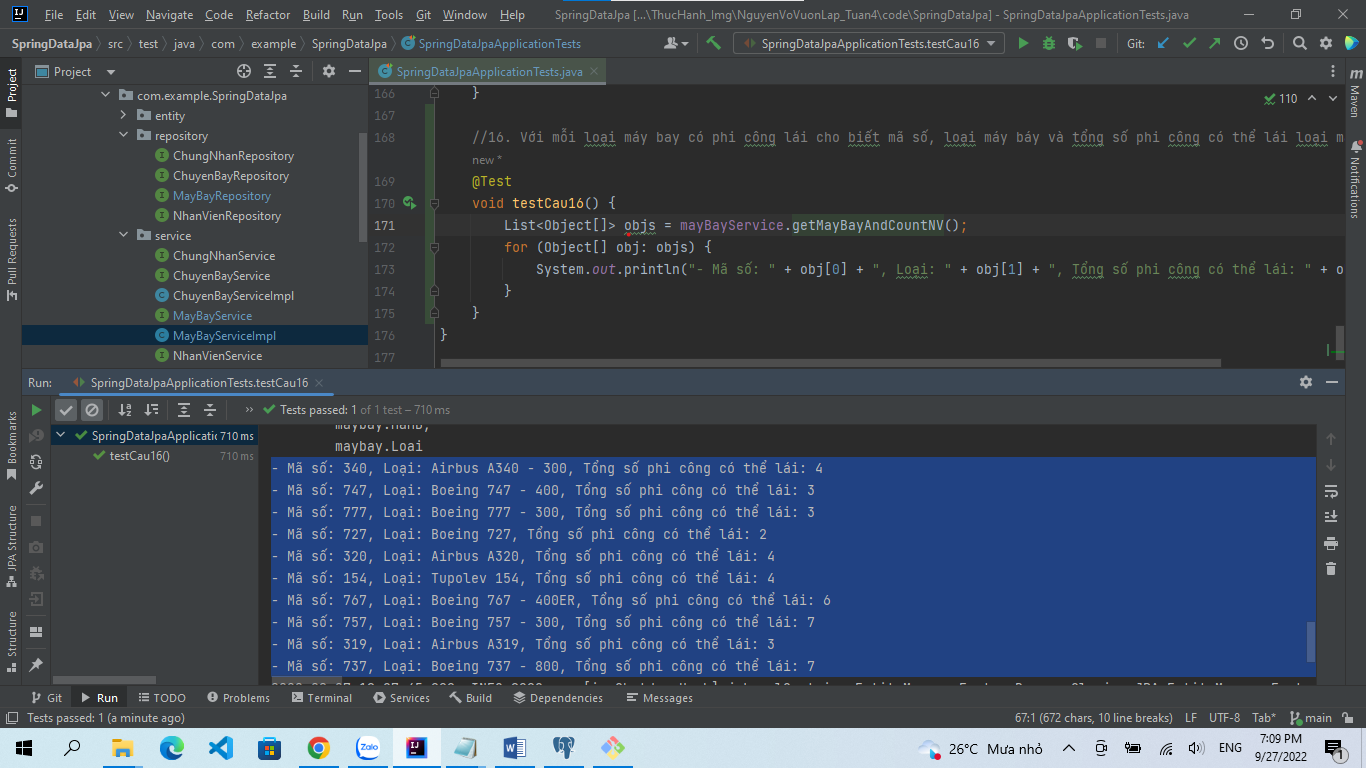 File Edit View Navigate Code Refactor Build Run Tools Git Window Help SpringDataJpa [...\ThucHanh_lmg\NguyenVoVuonLap_Tuan4\code\SpringDataJpa] - SpringDataJpaApplicationTests.java
SpringDataJpa src test java com example SpringDataJpa SpringDataJpaApplicationTests SpringDataJpaApplicationTests.testCau16 Git:
Project
Commit
Pull Requests
Bookmarks
JPA Structure
Structure
Project
com.example.SpringDataJpa
entity
repository
ChungNhanRepository
ChuyenBayRepository
MayBayRepository
NhanVienRepository
service
ChungNhanService
ChuyenBayService
ChuyenBayServiceImpl
MayBayService
MayBayServiceImpl
NhanVienService
SpringDataJpaApplicationTests.java
110
166 }
167
168 //16. Với mỗi loại máy bay có phi công lái cho biết mã số, loại máy báy và tổng số phi công có thể lái loại m
new *
169 @Test
170 void testCau16() {
171 List<Object[]> objs = mayBayService.getMayBayAndCountNV();
172 for (Object[] obj: objs) {
173 System.out.println("- Mã số: " + obj[0] + ", Loại: " + obj[1] + ", Tổng số phi công có thể lái: " + o
174 }
175 }
176 }
177
m
Maven
Notifications
Run: SpringDataJpaApplicationTests.testCau16
Tests passed: 1 of 1 test – 710 ms
SpringDataJpaApplicatic 710 ms
testCau16() 710 ms
maybay.MaMB,
maybay.Loai
- Mã số: 340, Loại: Airbus A340 - 300, Tổng số phi công có thể lái: 4
- Mã số: 747, Loại: Boeing 747 - 400, Tổng số phi công có thể lái: 3
- Mã số: 777, Loại: Boeing 777 - 300, Tổng số phi công có thể lái: 3
- Mã số: 727, Loại: Boeing 727, Tổng số phi công có thể lái: 2
- Mã số: 320, Loại: Airbus A320, Tổng số phi công có thể lái: 4
- Mã số: 154, Loại: Tupolev 154, Tổng số phi công có thể lái: 4
- Mã số: 767, Loại: Boeing 767 - 400ER, Tổng số phi công có thể lái: 6
- Mã số: 757, Loại: Boeing 757 - 300, Tổng số phi công có thể lái: 7
- Mã số: 319, Loại: Airbus A319, Tổng số phi công có thể lái: 3
- Mã số: 737, Loại: Boeing 737 - 800, Tổng số phi công có thể lái: 7
Git Run TODO Problems Terminal Services Build Dependencies Messages
Tests passed: 1 (a minute ago) 67:1 (672 chars, 10 line breaks) LF UTF-8 Tab* main
Zalo 26°C Mưa nhỏ ENG 7:09 PM
9/27/2022 1